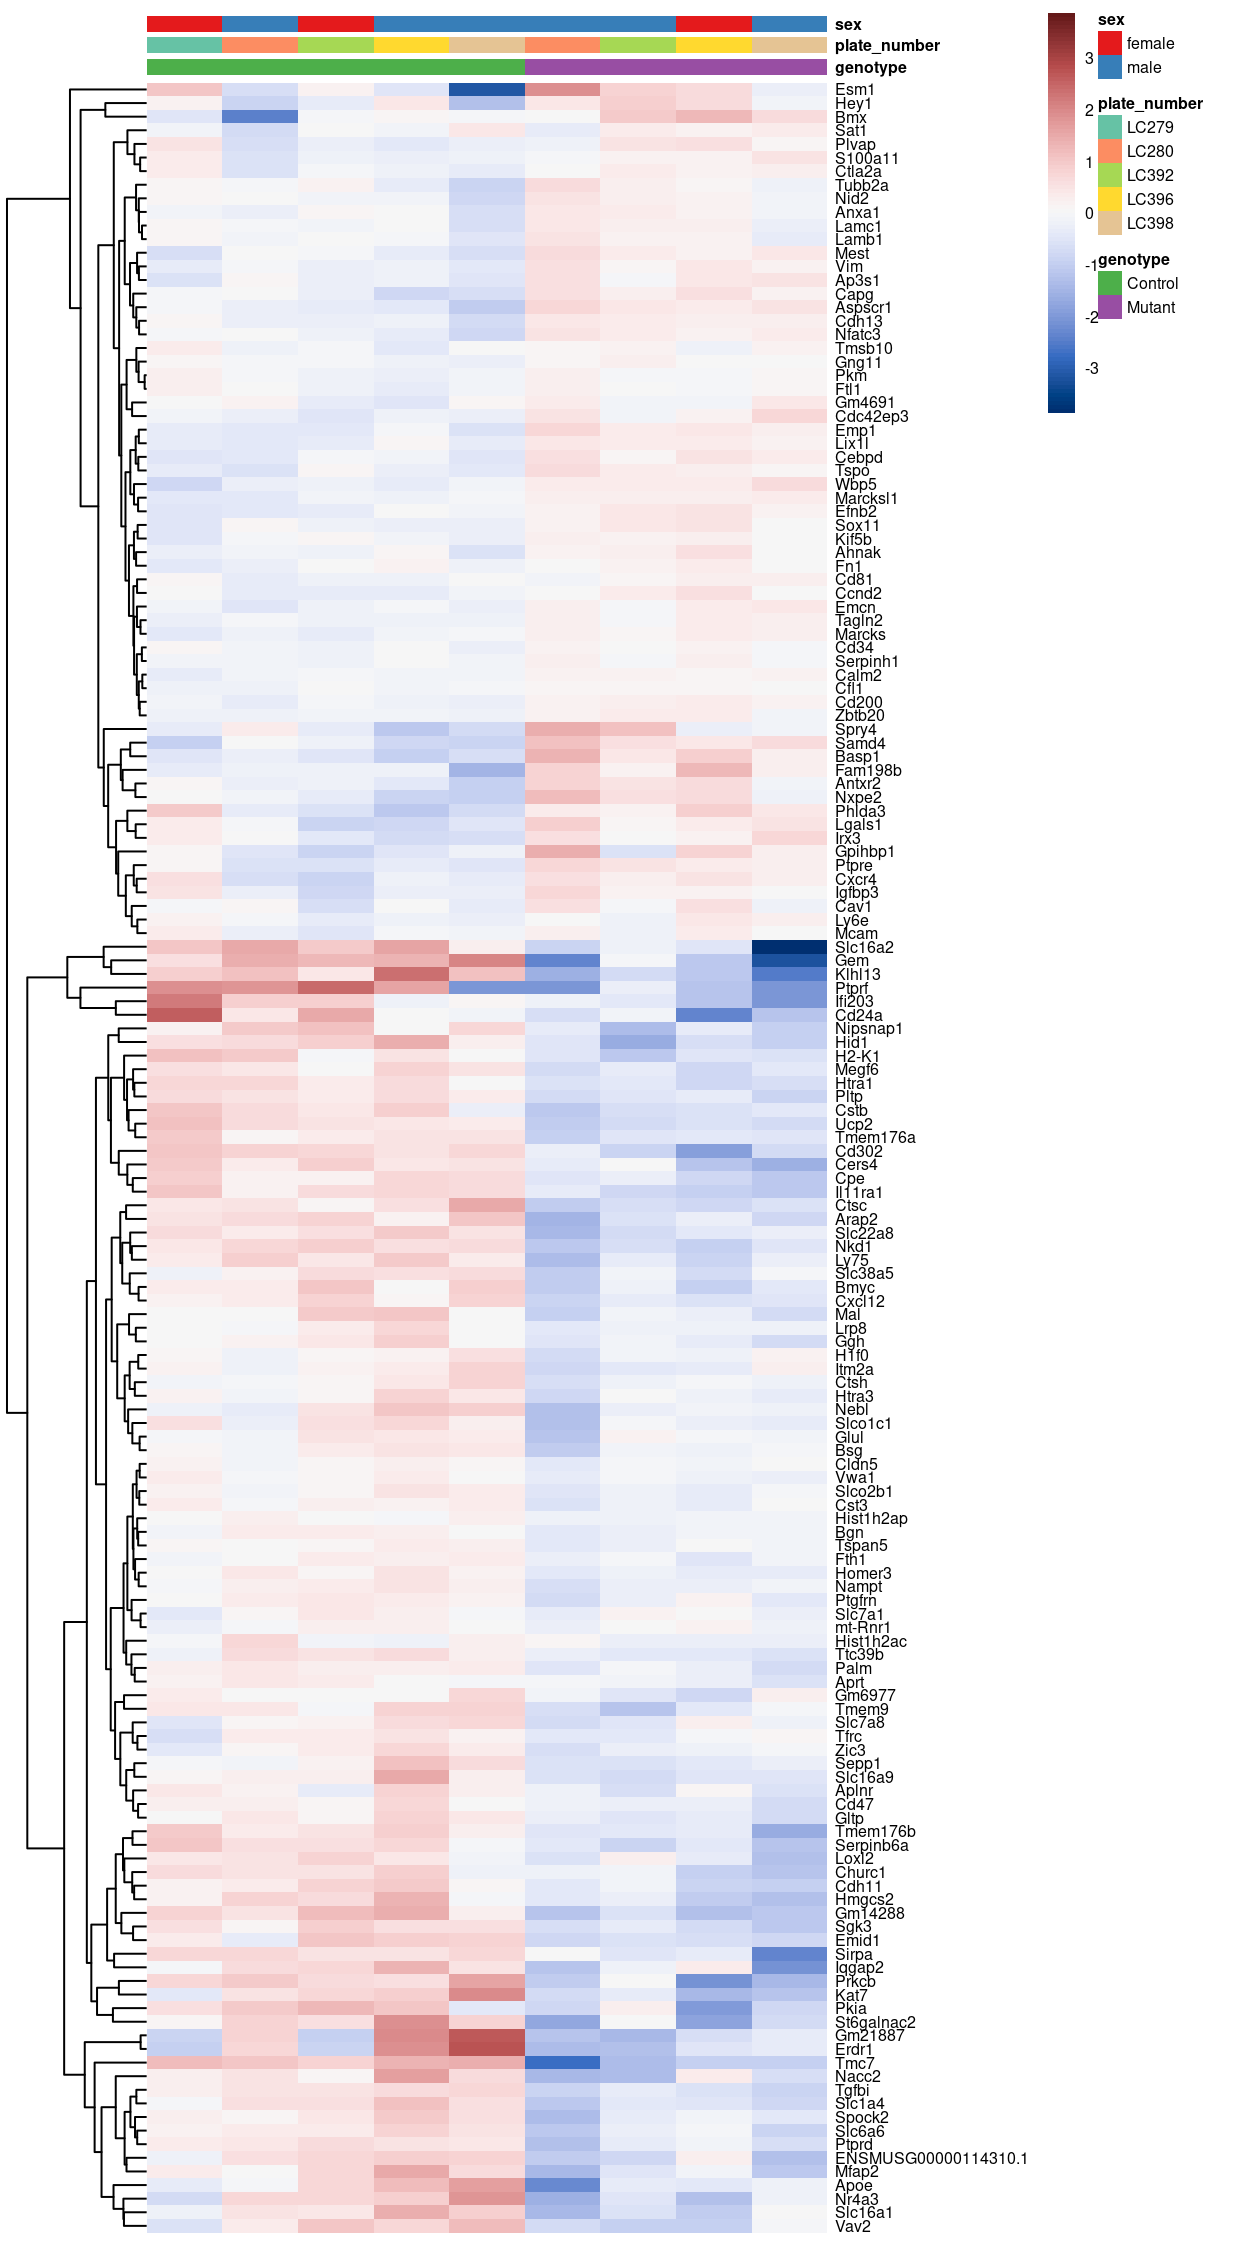 sex
plate_number
genotype
Esm1
Hey1
Bmx
Sat1
Plvap
S100a11
Ctla2a
Tubb2a
Nid2
Anxa1
Lamc1
Lamb1
Mest
Vim
Ap3s1
Capg
Aspscr1
Cdh13
Nfatc3
Tmsb10
Gng11
Pkm
Ftl1
Gm4691
Cdc42ep3
Emp1
Lix1l
Cebpd
Tspo
Wbp5
Marcksl1
Efnb2
Sox11
Kif5b
Ahnak
Fn1
Cd81
Ccnd2
Emcn
Tagln2
Marcks
Cd34
Serpinh1
Calm2
Cfl1
Cd200
Zbtb20
Spry4
Samd4
Basp1
Fam198b
Antxr2
Nxpe2
Phlda3
Lgals1
Irx3
Gpihbp1
Ptpre
Cxcr4
Igfbp3
Cav1
Ly6e
Mcam
Slc16a2
Gem
Klhl13
Ptprf
Ifi203
Cd24a
Nipsnap1
Hid1
H2-K1
Megf6
Htra1
Pltp
Cstb
Ucp2
Tmem176a
Cd302
Cers4
Cpe
Il11ra1
Ctsc
Arap2
Slc22a8
Nkd1
Ly75
Slc38a5
Bmyc
Cxcl12
Mal
Lrp8
Ggh
H1f0
Itm2a
Ctsh
Htra3
Nebl
Slco1c1
Glul
Bsg
Cldn5
Vwa1
Slco2b1
Cst3
Hist1h2ap
Bgn
Tspan5
Fth1
Homer3
Nampt
Ptgfrn
Slc7a1
mt-Rnr1
Hist1h2ac
Ttc39b
Palm
Aprt
Gm6977
Tmem9
Slc7a8
Tfrc
Zic3
Sepp1
Slc16a9
Aplnr
Cd47
Gltp
Tmem176b
Serpinb6a
Loxl2
Churc1
Cdh11
Hmgcs2
Gm14288
Sgk3
Emid1
Sirpa
Iqgap2
Prkcb
Kat7
Pkia
St6galnac2
Gm21887
Erdr1
Tmc7
Nacc2
Tgfbi
Slc1a4
Spock2
Slc6a6
Ptprd
ENSMUSG00000114310.1
Mfap2
Apoe
Nr4a3
Slc16a1
Vav2
3
2
1
0
-1
-2
-3
sex
female
male
plate_number
LC279
LC280
LC392
LC396
LC398
genotype
Control
Mutant